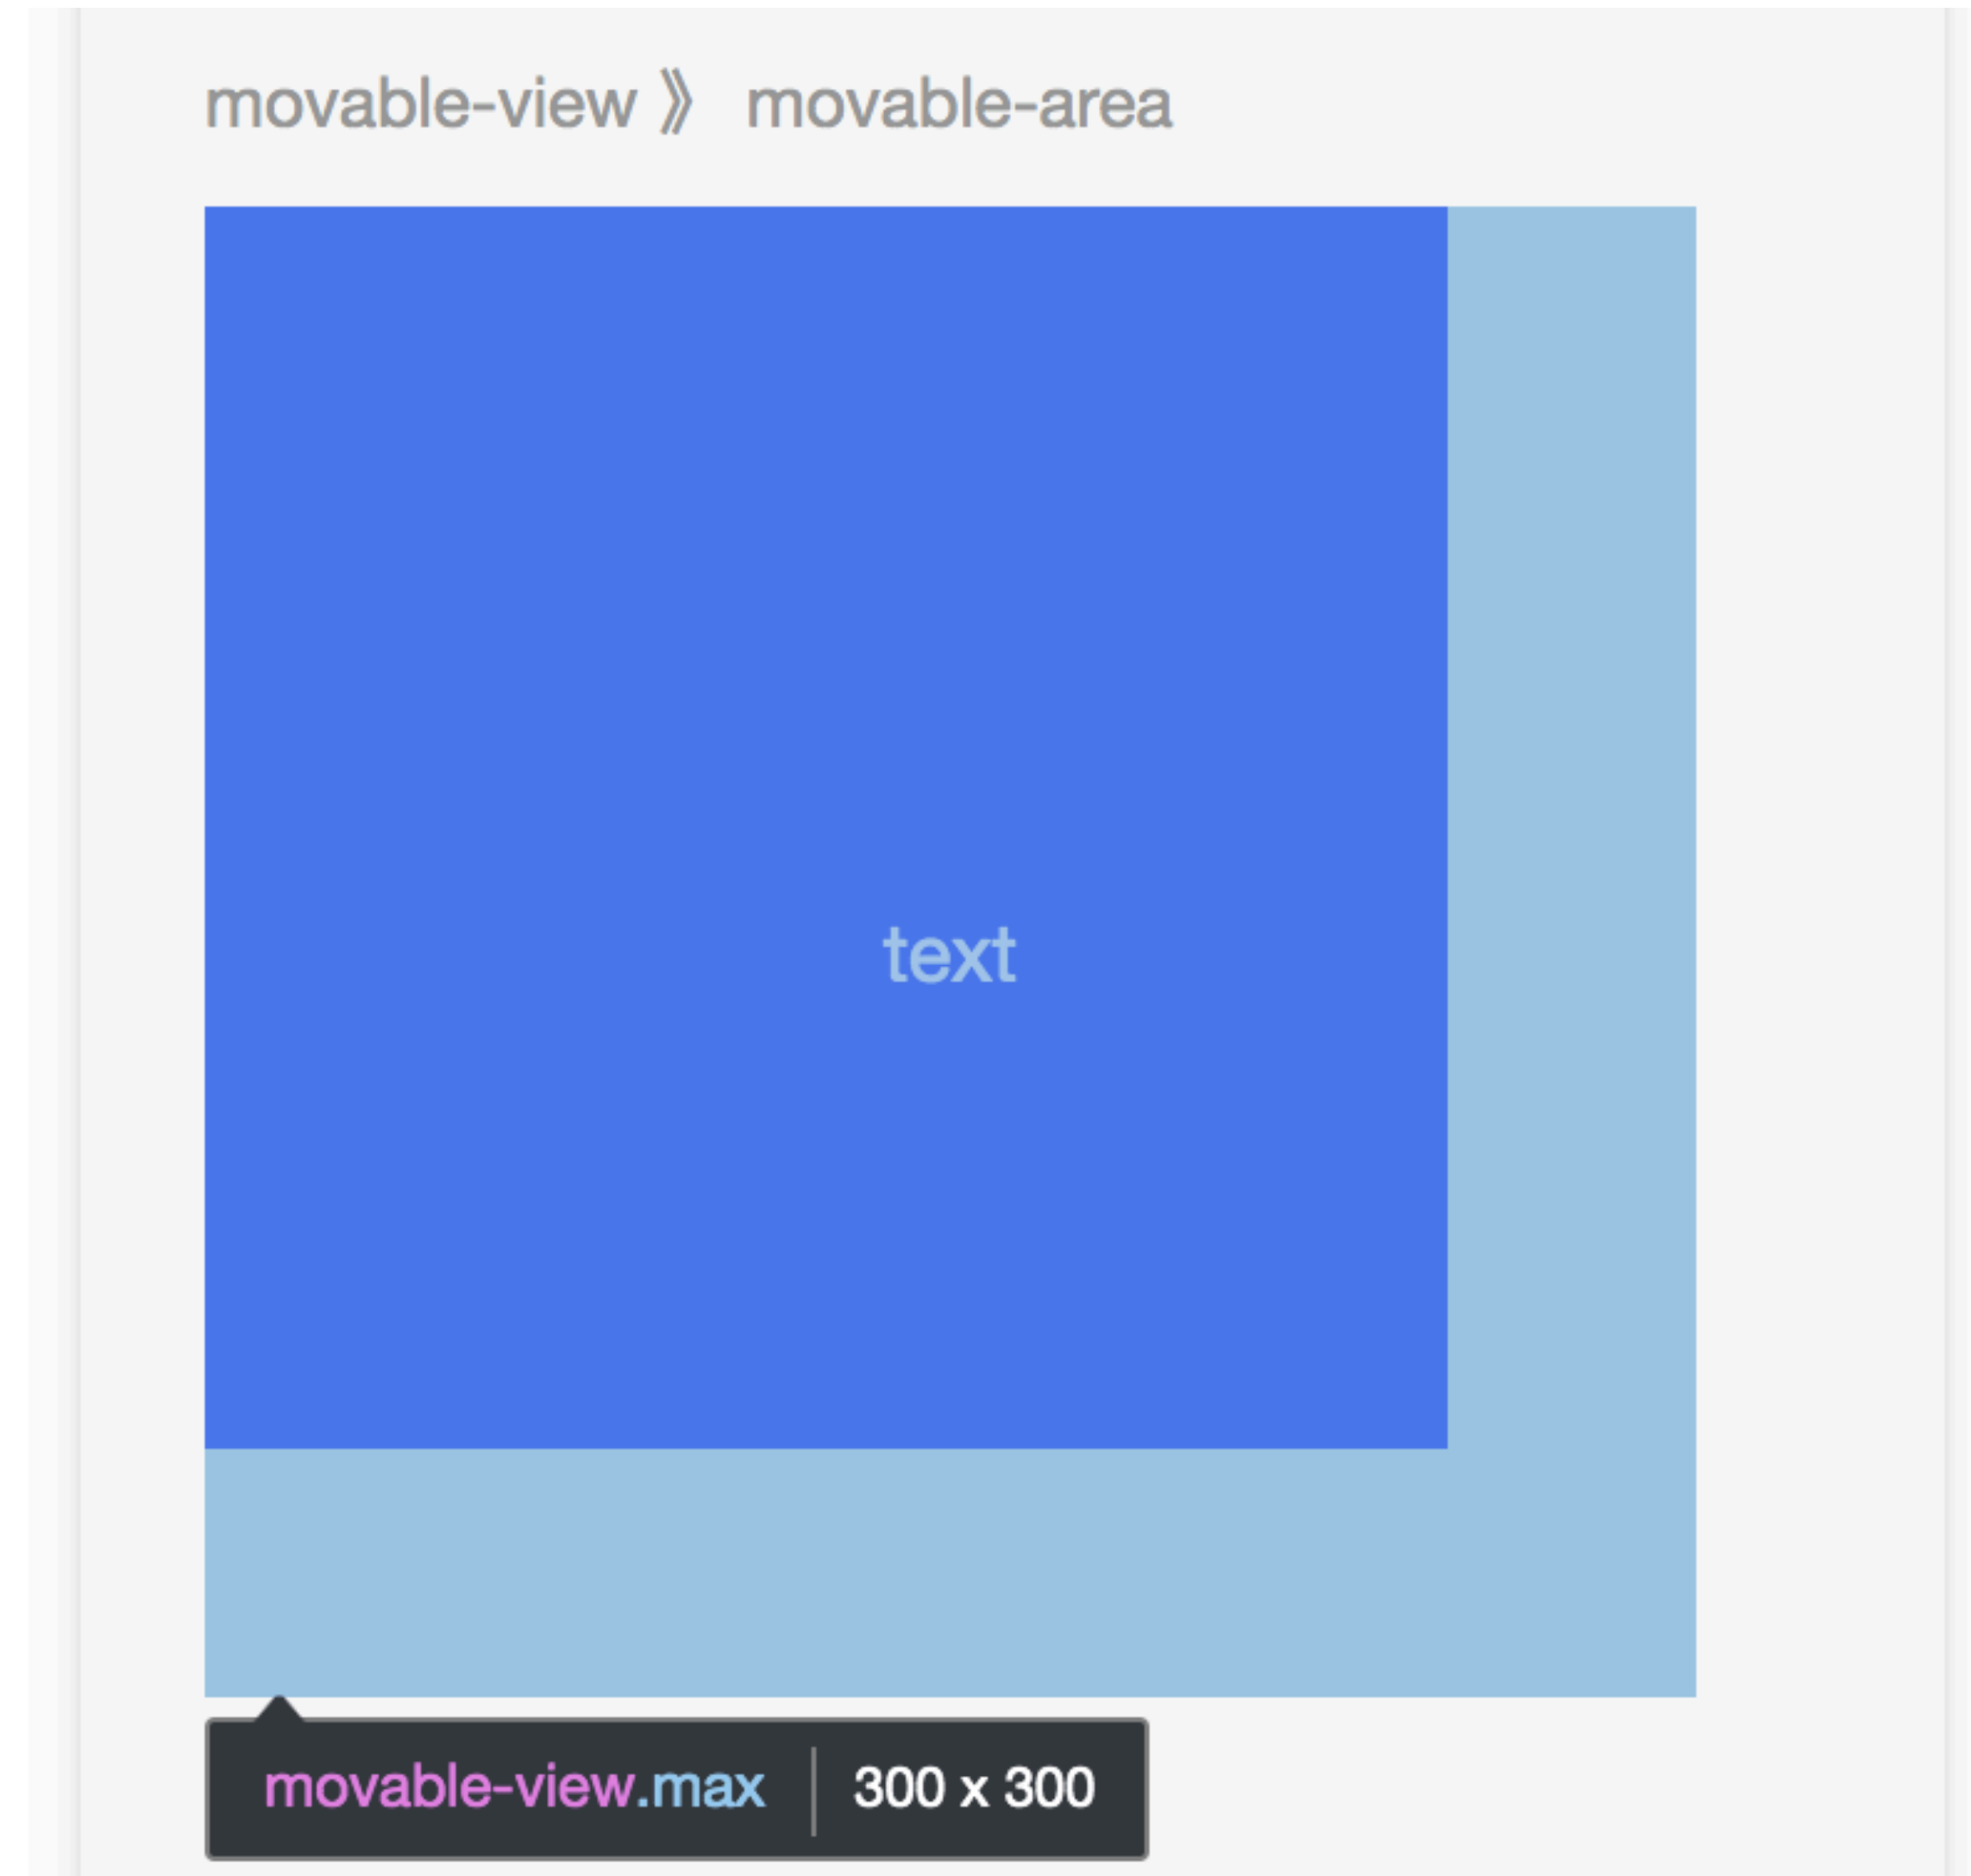 movable-view 》 movable-area
text
movable-view.max 300 x 300